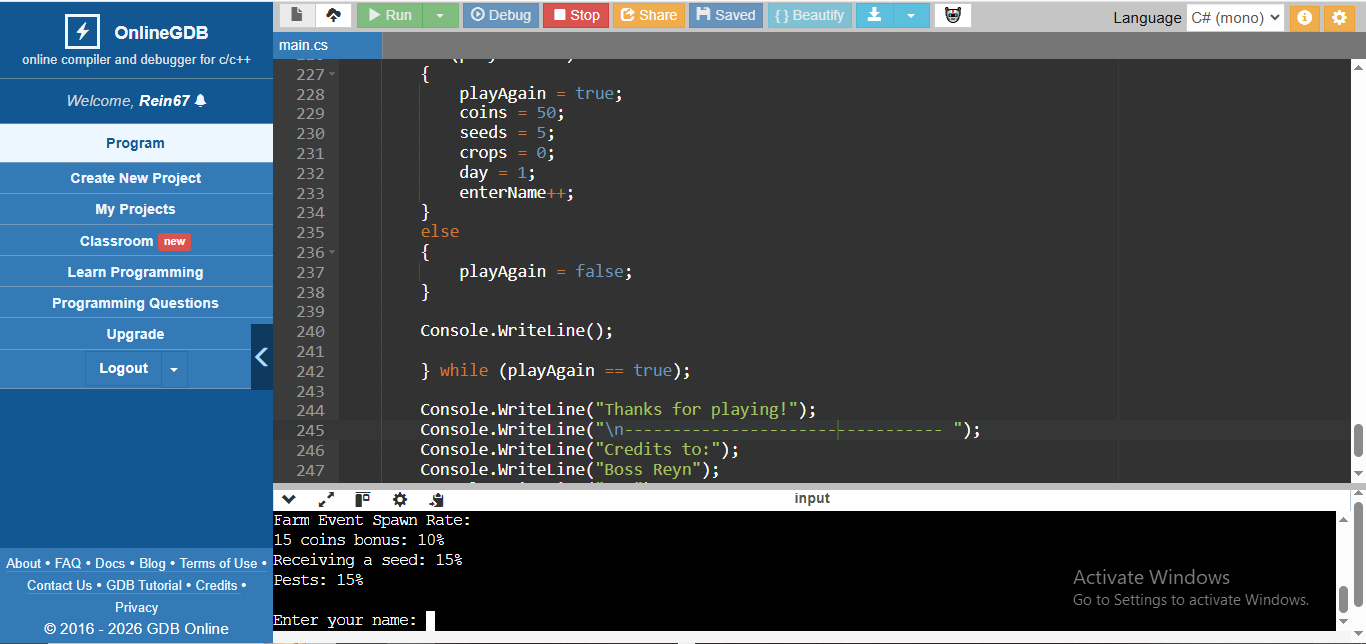 OnlineGDB
online compiler and debugger for c/c++
Welcome, Rein67
Program
Create New Project
My Projects
Classroom new
Learn Programming
Programming Questions
Upgrade
Logout
About • FAQ • Docs • Blog • Terms of Use •
Contact Us • GDB Tutorial • Credits •
Privacy
© 2016 - 2026 GDB Online
Run Debug Stop Share Saved { } Beautify Language C# (mono)
main.cs
227 {
228 playAgain = true;
229 coins = 50;
230 seeds = 5;
231 crops = 0;
232 day = 1;
233 enterName++;
234 }
235 else
236 {
237 playAgain = false;
238 }
239
240 Console.WriteLine();
241
242 } while (playAgain == true);
243
244 Console.WriteLine("Thanks for playing!");
245 Console.WriteLine("\n--------------------------------- ");
246 Console.WriteLine("Credits to:");
247 Console.WriteLine("Boss Reyn");
input
Farm Event Spawn Rate:
15 coins bonus: 10%
Receiving a seed: 15%
Pests: 15%
Enter your name:
Activate Windows
Go to Settings to activate Windows.